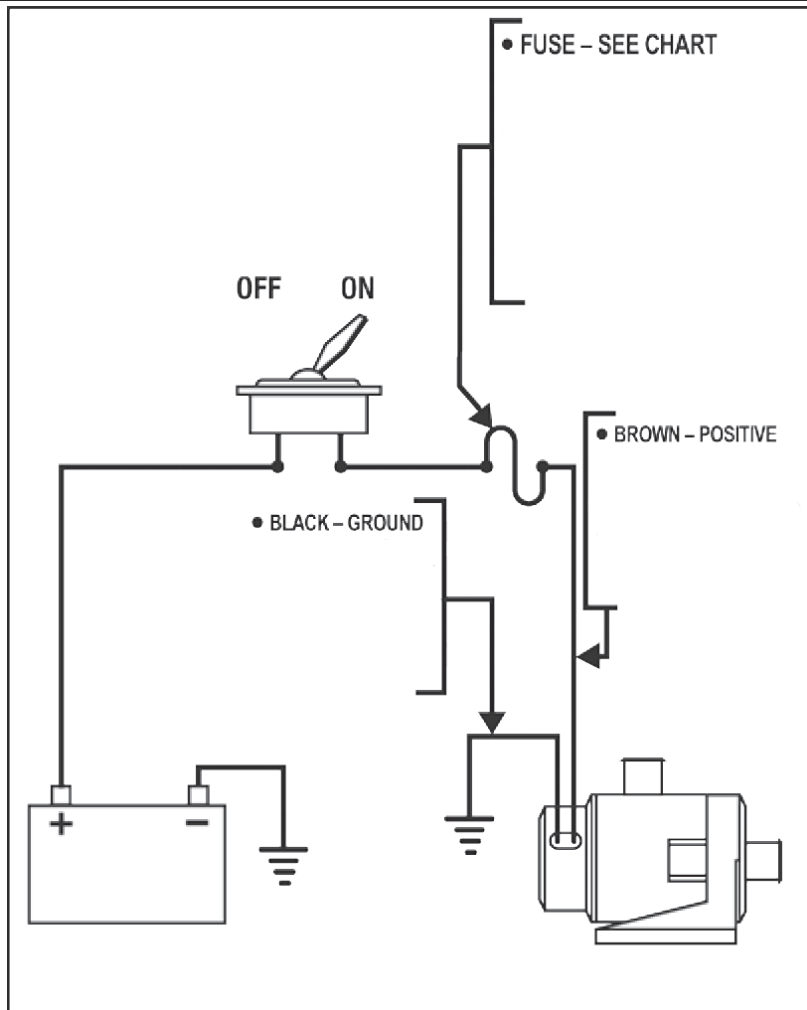 • FUSE – SEE CHART
OFF ON
• BROWN – POSITIVE
• BLACK – GROUND
+ –